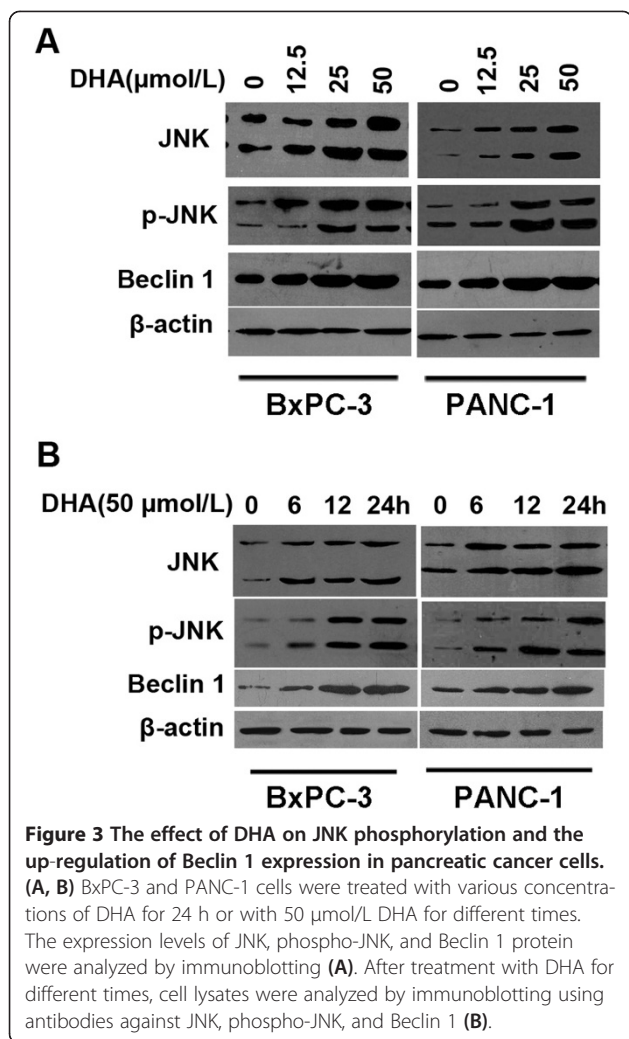 A
DHA(μmol/L) 0 12.5 25 50 0 12.5 25 50
JNK
p-JNK
Beclin 1
β-actin
BxPC-3 PANC-1
B
DHA(50 μmol/L) 0 6 12 24h 0 6 12 24h
JNK
p-JNK
Beclin 1
β-actin
BxPC-3 PANC-1
Figure 3 The effect of DHA on JNK phosphorylation and the
up-regulation of Beclin 1 expression in pancreatic cancer cells.
(A, B) BxPC-3 and PANC-1 cells were treated with various concentra-
tions of DHA for 24 h or with 50 μmol/L DHA for different times.
The expression levels of JNK, phospho-JNK, and Beclin 1 protein
were analyzed by immunoblotting (A). After treatment with DHA for
different times, cell lysates were analyzed by immunoblotting using
antibodies against JNK, phospho-JNK, and Beclin 1 (B).